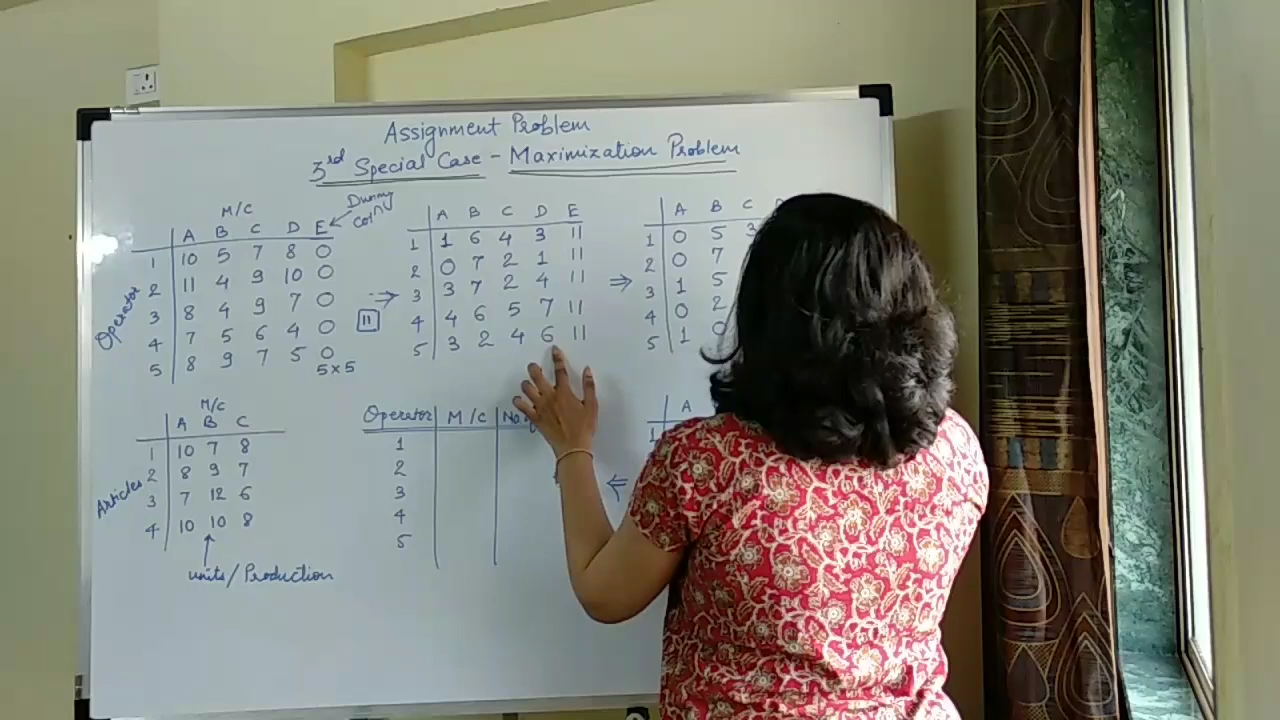 Assignment Problem
3rd Special Case - Maximization Problem
M/C
Dummy
A B C D E
1 10 5 7 8 0
2 11 4 9 10 0
3 8 4 9 7 0
4 7 5 6 4 0
5 8 9 7 5 0
5x5
Operator
⇒
11
A B C D E
1 1 6 4 3 11
2 0 7 2 1 11
3 3 7 2 4 11
4 4 6 5 7 11
5 3 2 4 6 11
⇒
A B C
1 0 5 3
2 0 7
3 1 5
4 0 2
5 1 0
M/C
A B C
1 10 7 8
2 8 9 7
3 7 12 6
4 10 10 8
Articles
units/Production
Operator M/C No.
1
2
3
4
5
⇐
A
1